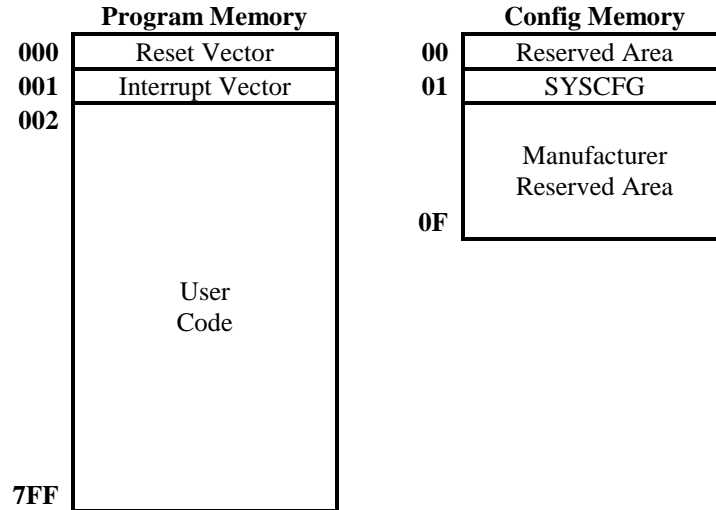 Program Memory
000 Reset Vector
001 Interrupt Vector
002
User
Code
7FF
Config Memory
00 Reserved Area
01 SYSCFG
Manufacturer
Reserved Area
0F